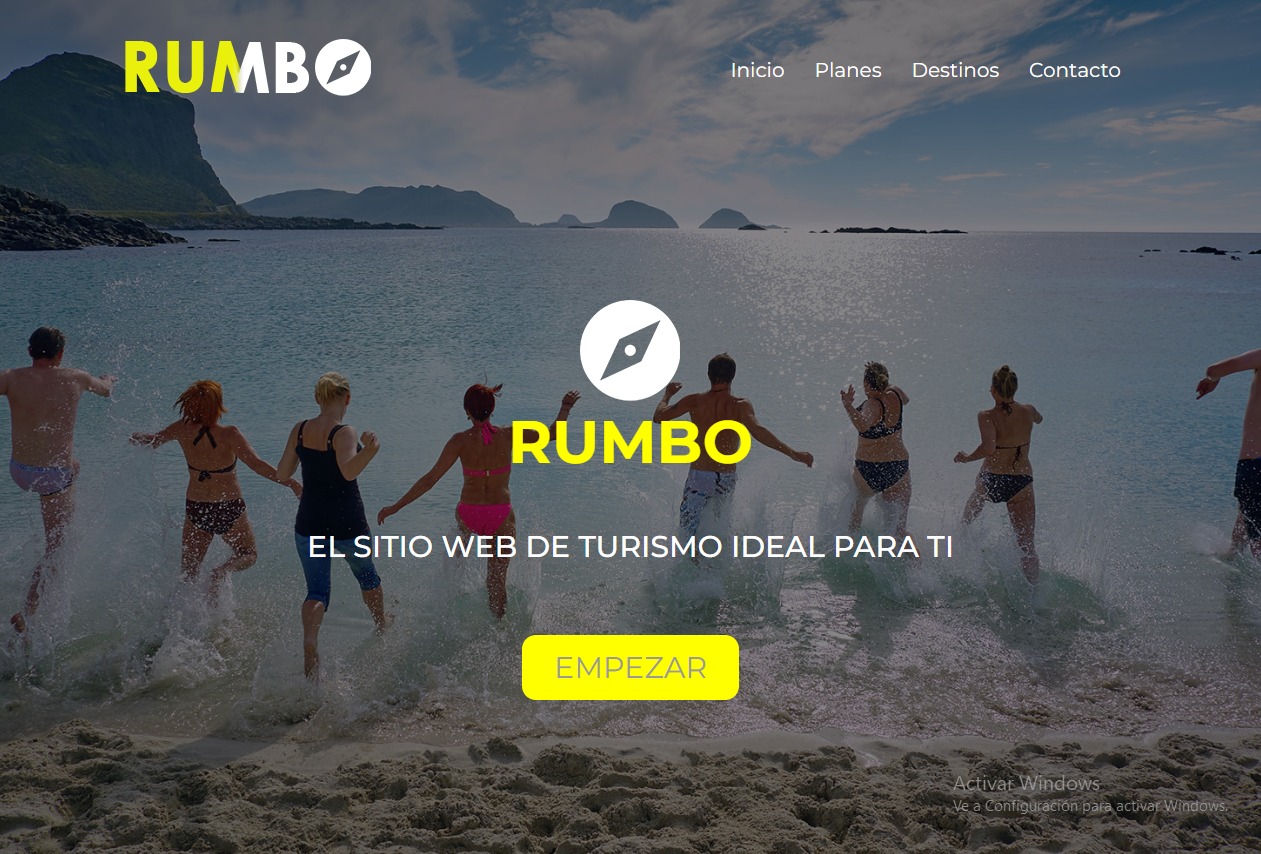 RUMBO
Inicio Planes Destinos Contacto
RUMBO
EL SITIO WEB DE TURISMO IDEAL PARA TI
EMPEZAR
Activar Windows
Ve a Configuración para activar Windows.